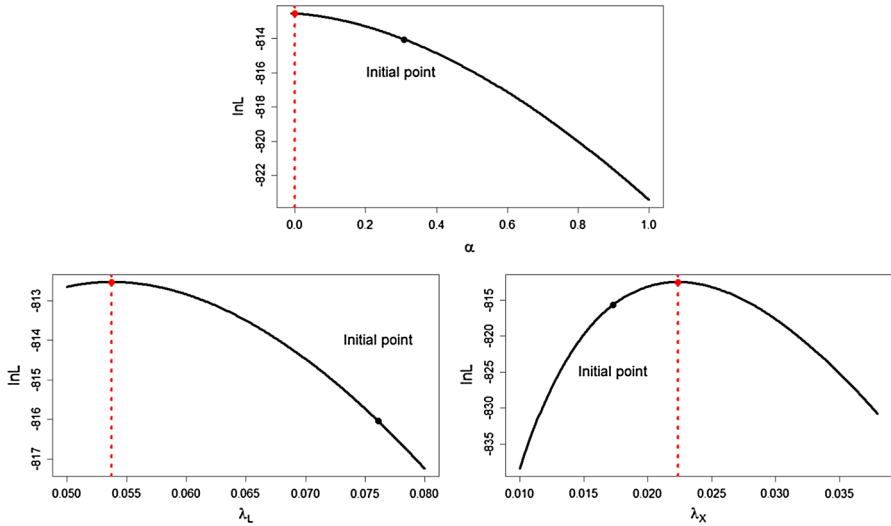 lnL
-814
-816
-818
-820
-822
Initial point
0.0 0.2 0.4 0.6 0.8 1.0
α
lnL
-813
-814
-815
-816
-817
Initial point
0.050 0.055 0.060 0.065 0.070 0.075 0.080
λL
lnL
-815
-820
-825
-830
-835
Initial point
0.010 0.015 0.020 0.025 0.030 0.035
λX